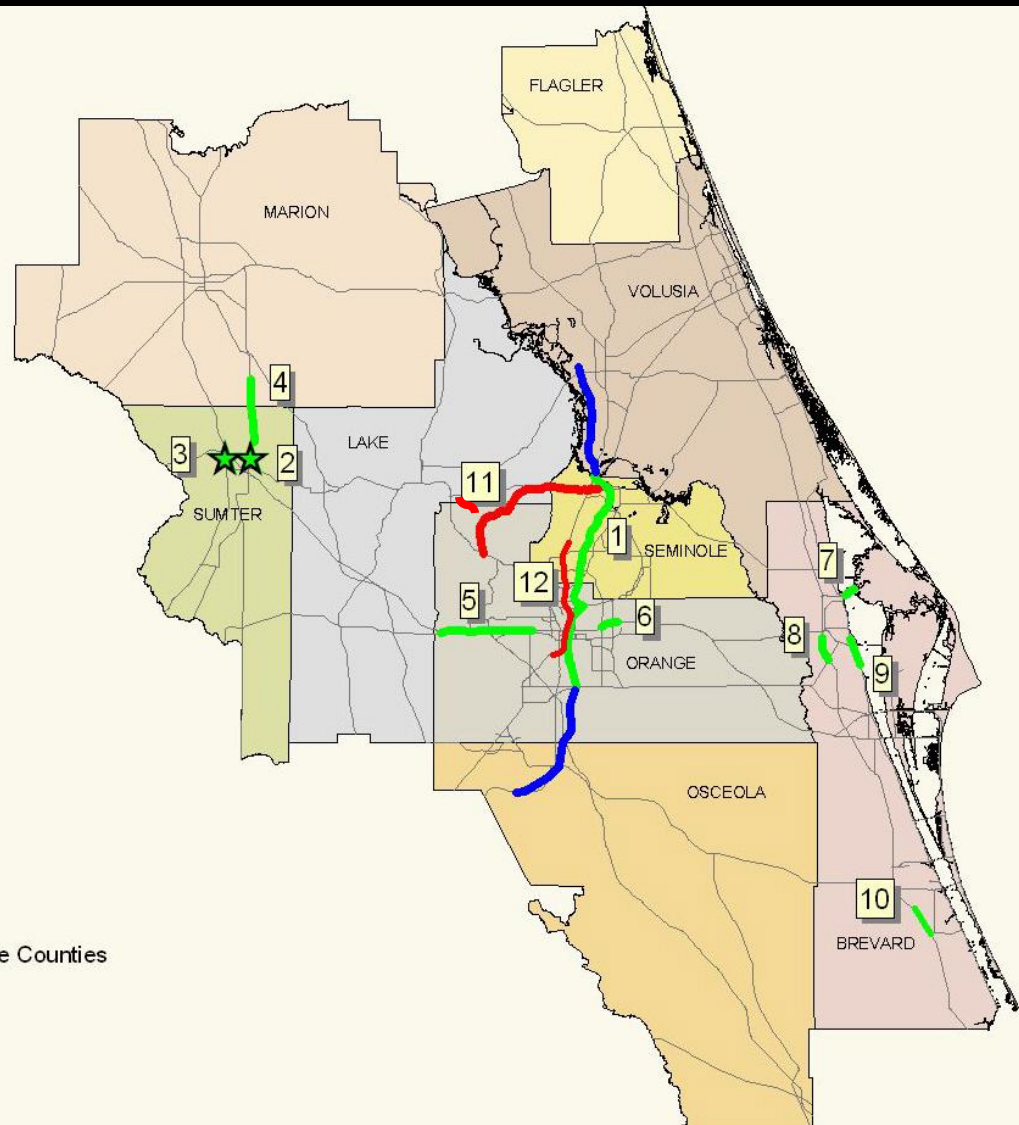 FLAGLER
MARION
VOLUSIA
4
LAKE
3
2
11
SUMTER
1
SEMINOLE
7
12
5
6
8
ORANGE
9
OSCEOLA
10
BREVARD
e Counties